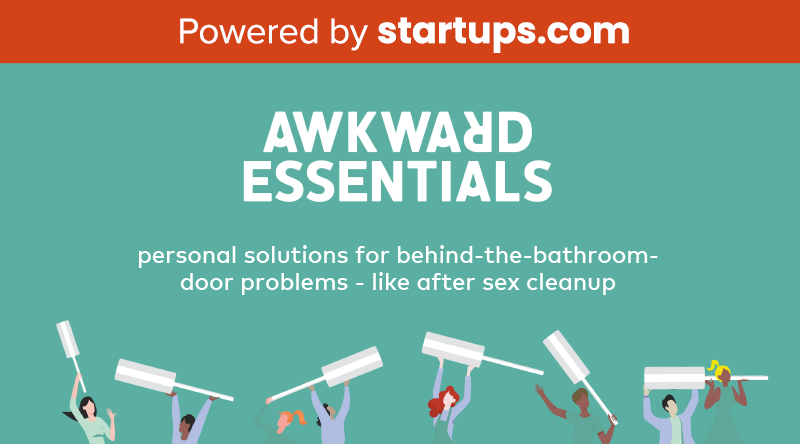 Powered by startups.com
AWKWARD
ESSENTIALS
personal solutions for behind-the-bathroom-
door problems - like after sex cleanup